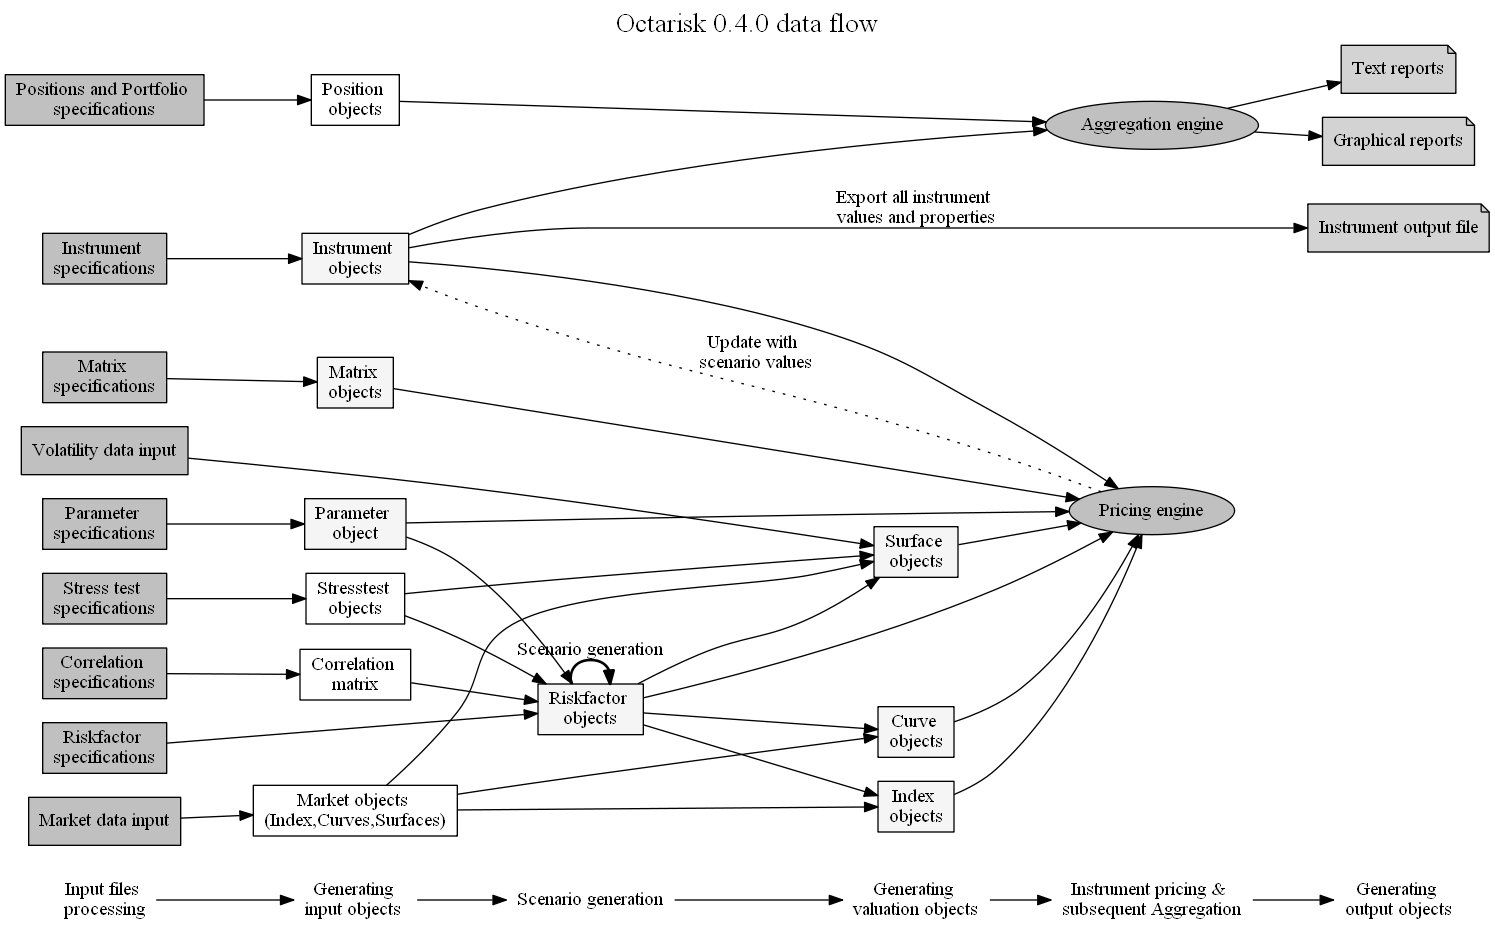 Octarisk 0.4.0 data flow
Positions and Portfolio
specifications
Position
objects
Aggregation engine
Text reports
Graphical reports
Export all instrument
values and properties
Instrument output file
Instrument
specifications
Instrument
objects
Update with
scenario values
Matrix
specifications
Matrix
objects
Volatility data input
Parameter
specifications
Parameter
object
Pricing engine
Surface
objects
Stress test
specifications
Stresstest
objects
Scenario generation
Correlation
specifications
Correlation
matrix
Riskfactor
objects
Riskfactor
specifications
Curve
objects
Market data input
Market objects
(Index,Curves,Surfaces)
Index
objects
Input files
processing
Generating
input objects
Scenario generation
Generating
valuation objects
Instrument pricing &
subsequent Aggregation
Generating
output objects